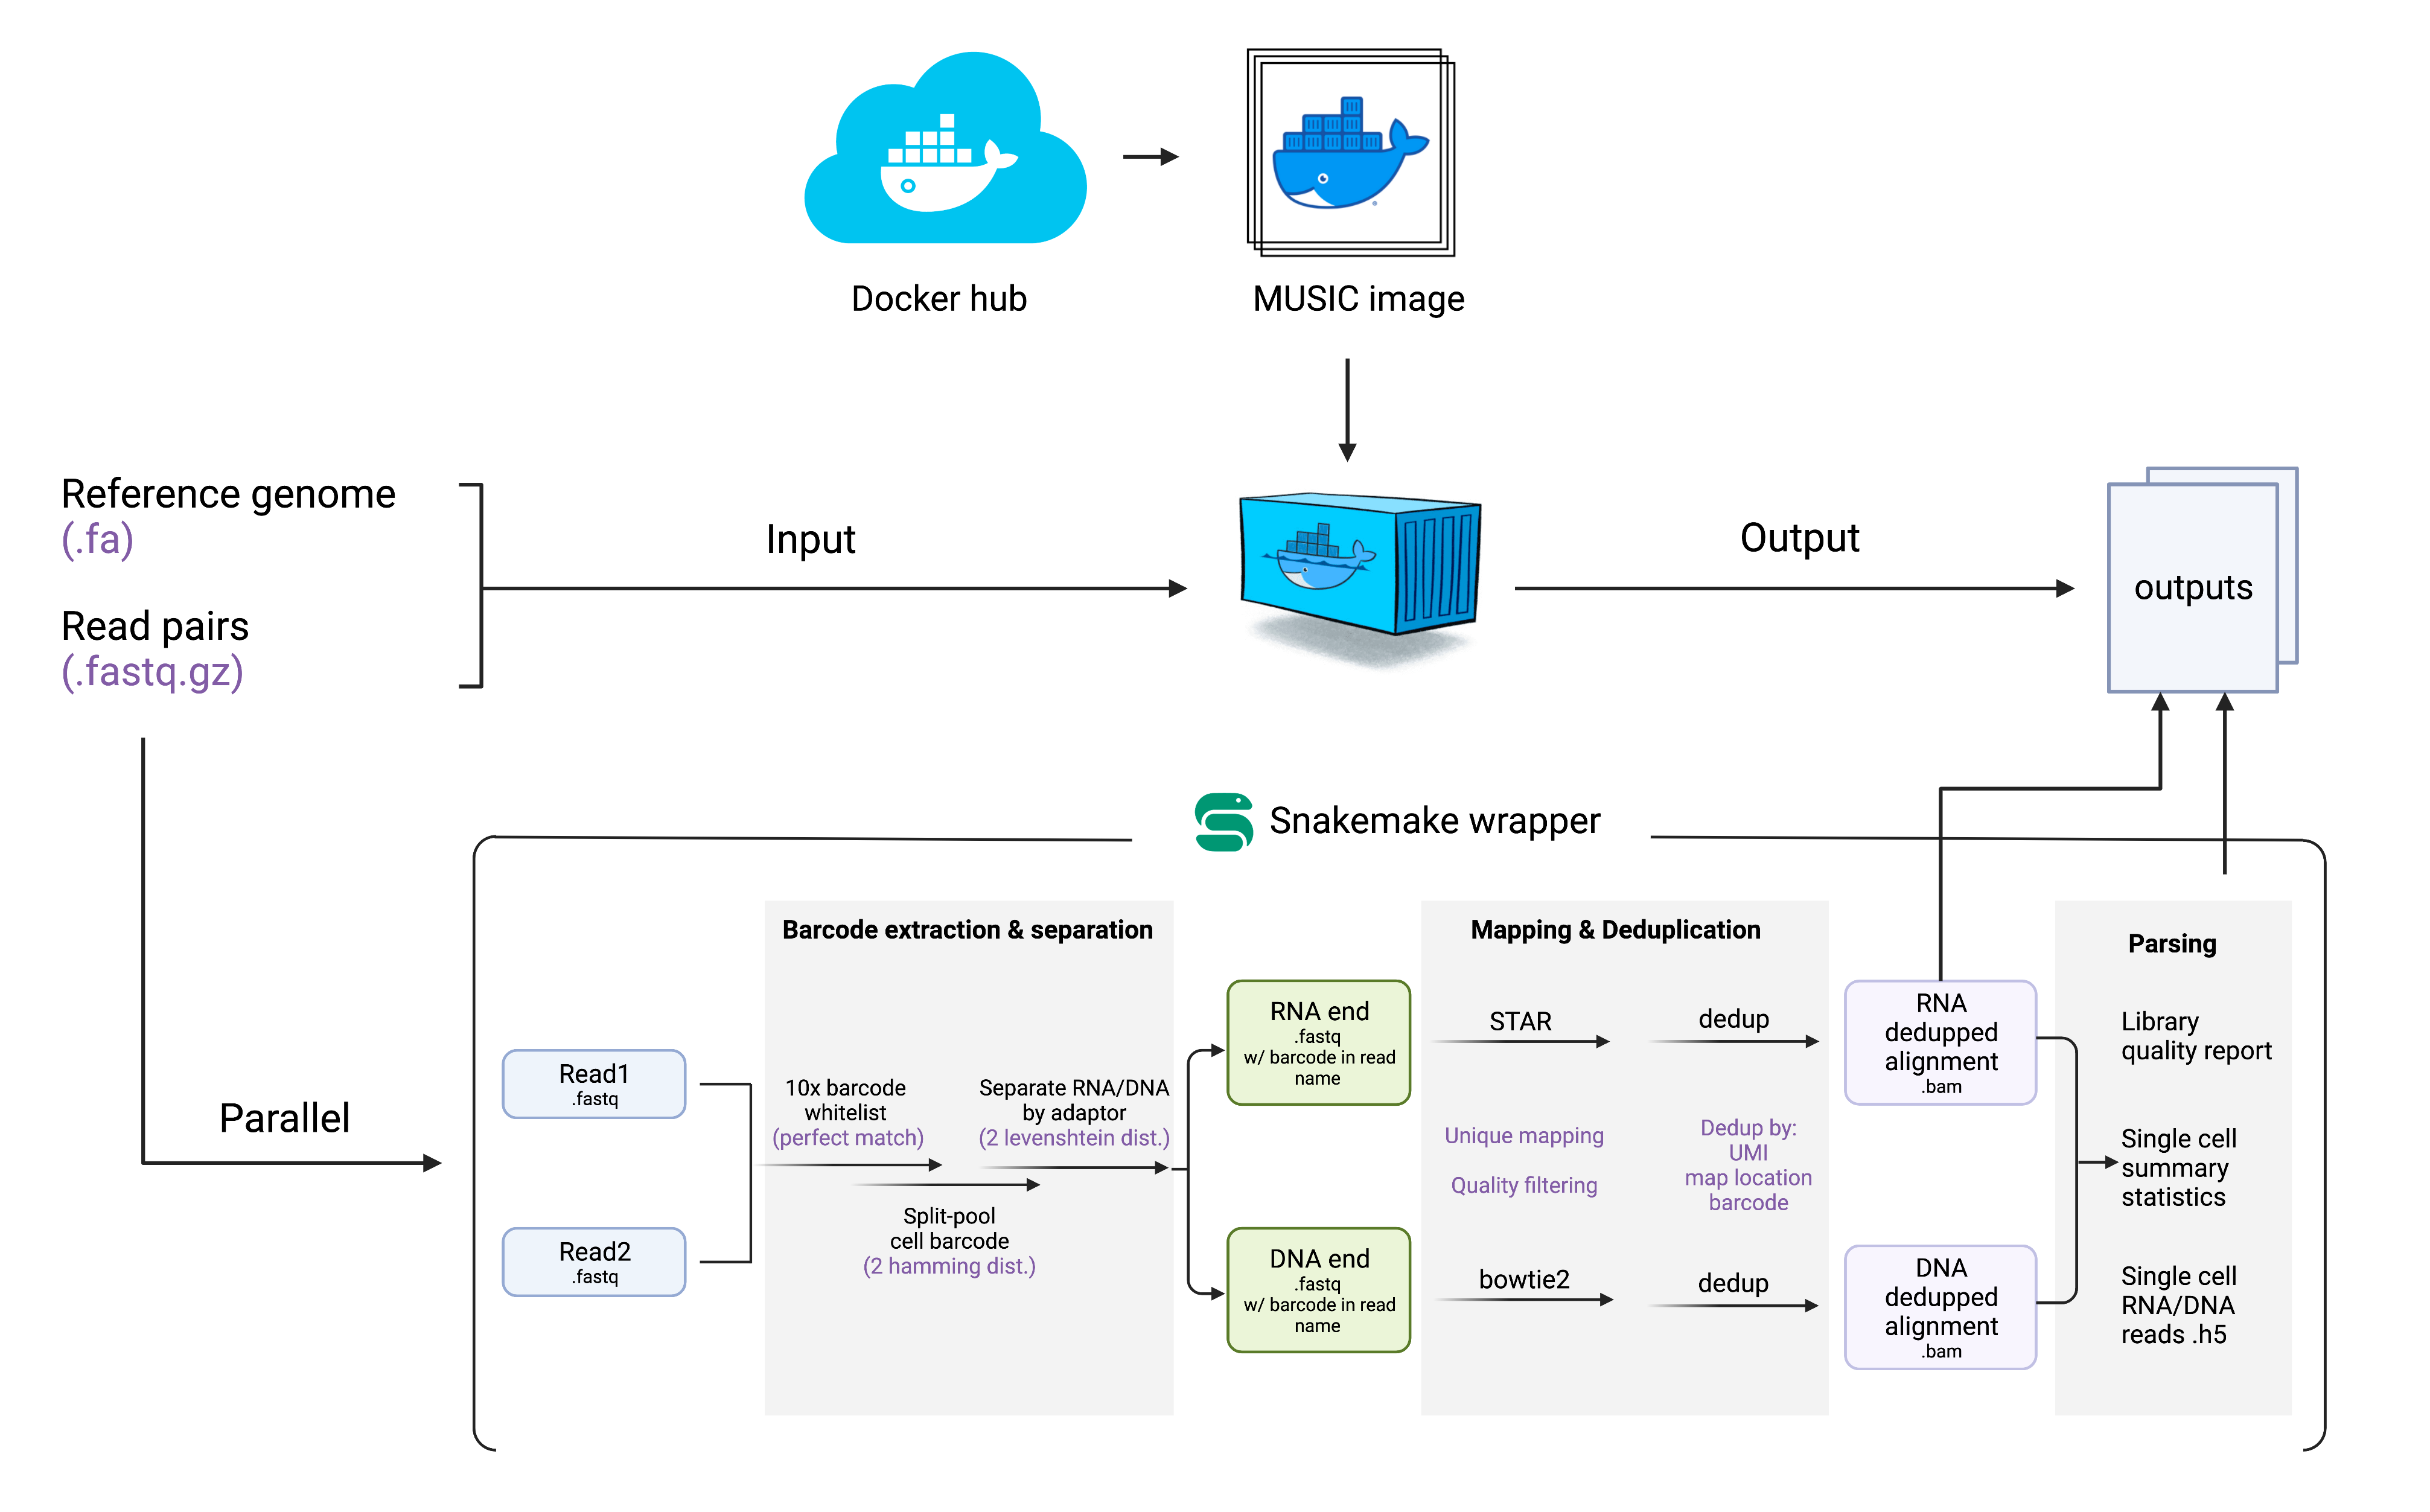 Docker hub
MUSIC image
Reference genome
(.fa)
Read pairs
(.fastq.gz)
Input
Output
outputs
Parallel
Snakemake wrapper
Read1
.fastq
Read2
.fastq
Barcode extraction & separation
10x barcode
whitelist
(perfect match)
Separate RNA/DNA
by adaptor
(2 levenshtein dist.)
Split-pool
cell barcode
(2 hamming dist.)
RNA end
.fastq
w/ barcode in read
name
DNA end
.fastq
w/ barcode in read
name
Mapping & Deduplication
STAR
dedup
Unique mapping
Quality filtering
Dedup by:
UMI
map location
barcode
bowtie2
dedup
RNA
dedupped
alignment
.bam
DNA
dedupped
alignment
.bam
Parsing
Library
quality report
Single cell
summary
statistics
Single cell
RNA/DNA
reads .h5